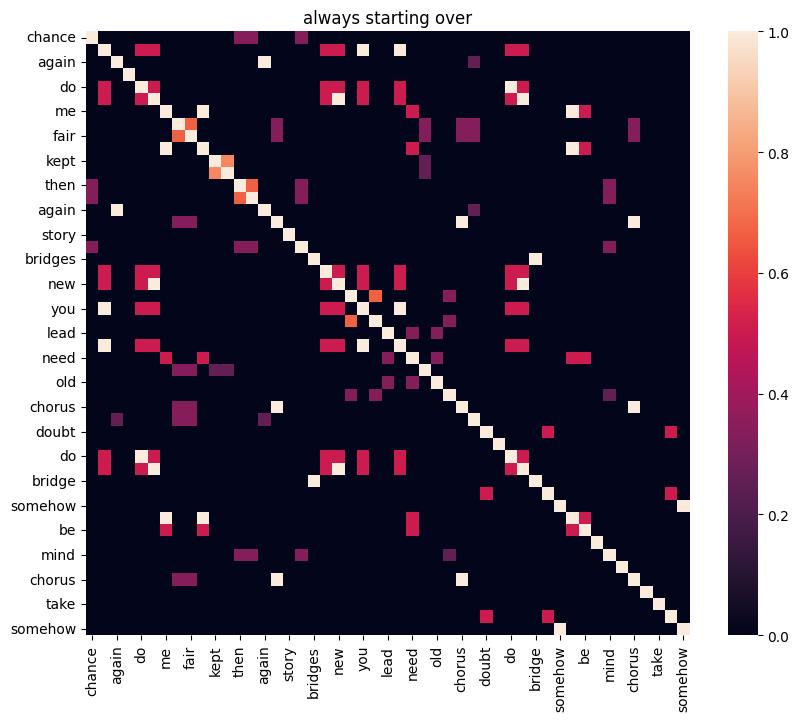 always starting over
chance
again
do
me
fair
kept
then
again
story
bridges
new
you
lead
need
old
chorus
doubt
do
bridge
somehow
be
mind
chorus
take
somehow
chance
again
do
me
fair
kept
then
again
story
bridges
new
you
lead
need
old
chorus
doubt
do
bridge
somehow
be
mind
chorus
take
somehow
1.0
0.8
0.6
0.4
0.2
0.0